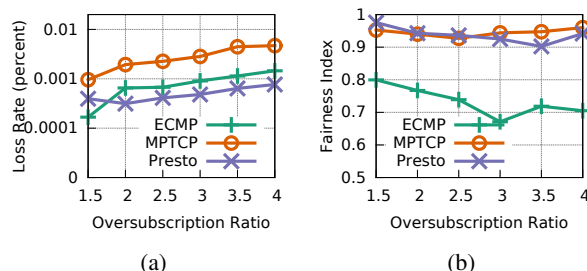 0.01
0.001
0.0001
0
Loss Rate (percent)
ECMP
MPTCP
Presto
1.5 2 2.5 3 3.5 4
Oversubscription Ratio
(a)
1
0.9
0.8
0.7
0.6
0.5
Fairness Index
ECMP
MPTCP
Presto
1.5 2 2.5 3 3.5 4
Oversubscription Ratio
(b)